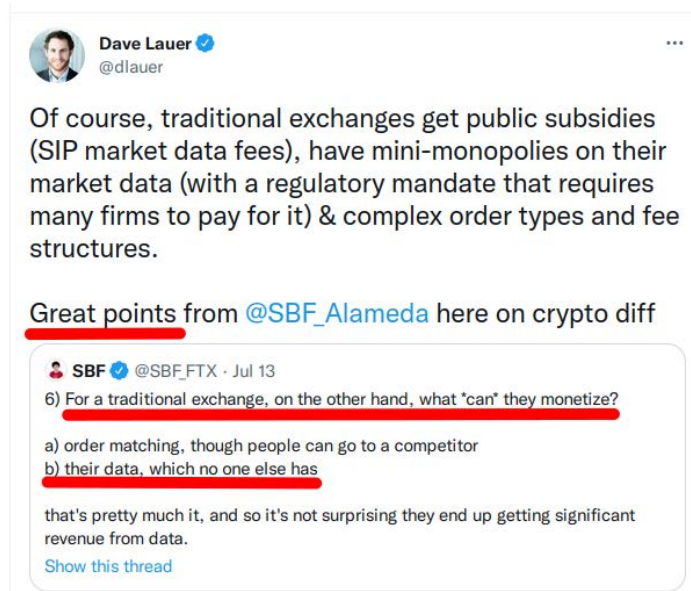 Dave Lauer
@dlauer
Of course, traditional exchanges get public subsidies
(SIP market data fees), have mini-monopolies on their
market data (with a regulatory mandate that requires
many firms to pay for it) & complex order types and fee
structures.
Great points from @SBF_Alameda here on crypto diff
SBF @SBF_FTX · Jul 13
6) For a traditional exchange, on the other hand, what *can* they monetize?
a) order matching, though people can go to a competitor
b) their data, which no one else has
that's pretty much it, and so it's not surprising they end up getting significant
revenue from data.
Show this thread